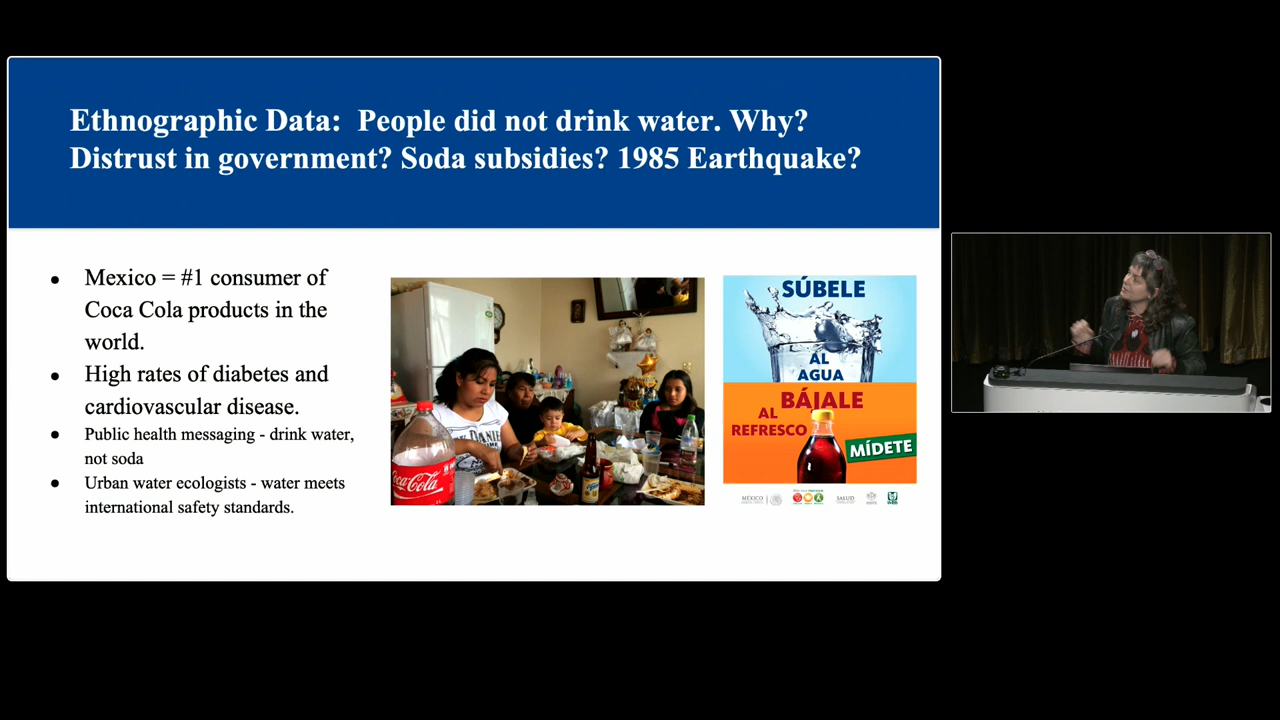 Ethnographic Data:  People did not drink water. Why?
Distrust in government? Soda subsidies? 1985 Earthquake?
● Mexico = #1 consumer of
Coca Cola products in the
world.
● High rates of diabetes and
cardiovascular disease.
● Public health messaging - drink water,
not soda
● Urban water ecologists - water meets
international safety standards.
Coca-Cola
SÚBELE
AL
AGUA
BÁJALE
AL
REFRESCO
MÍDETE
MÉXICO
SALUD